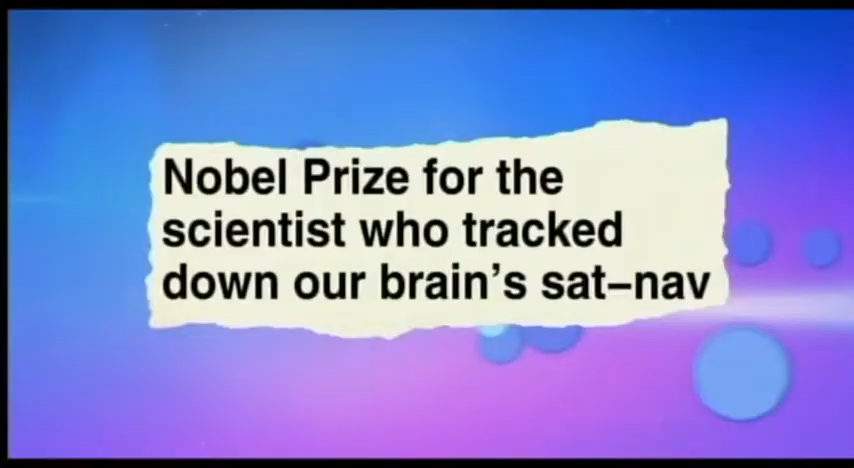 Nobel Prize for the
scientist who tracked
down our brain's sat–nav